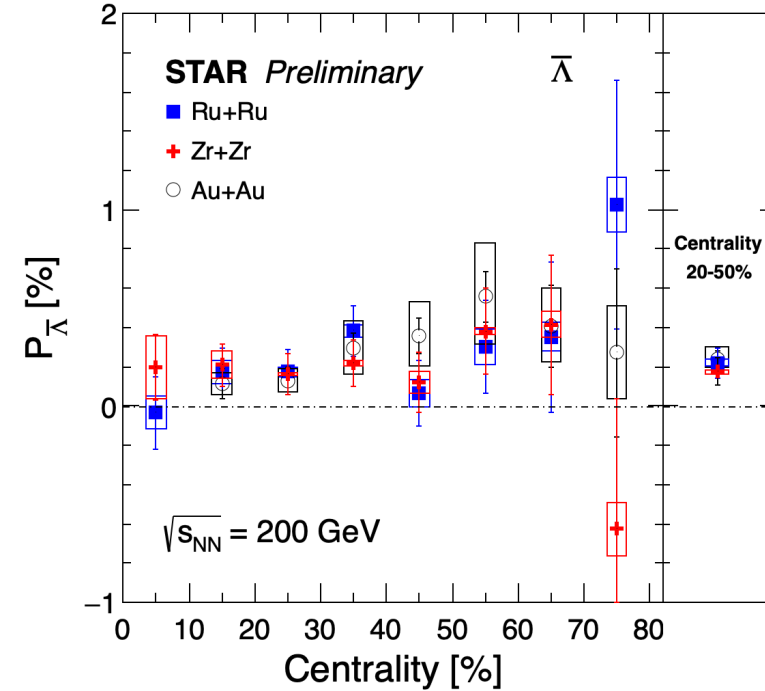 2
STAR Preliminary
Λ̅
Ru+Ru
Zr+Zr
Au+Au
1
Centrality
20-50%
P_Λ̅ [%]
0
√s_NN = 200 GeV
−1
0 10 20 30 40 50 60 70 80
Centrality [%]